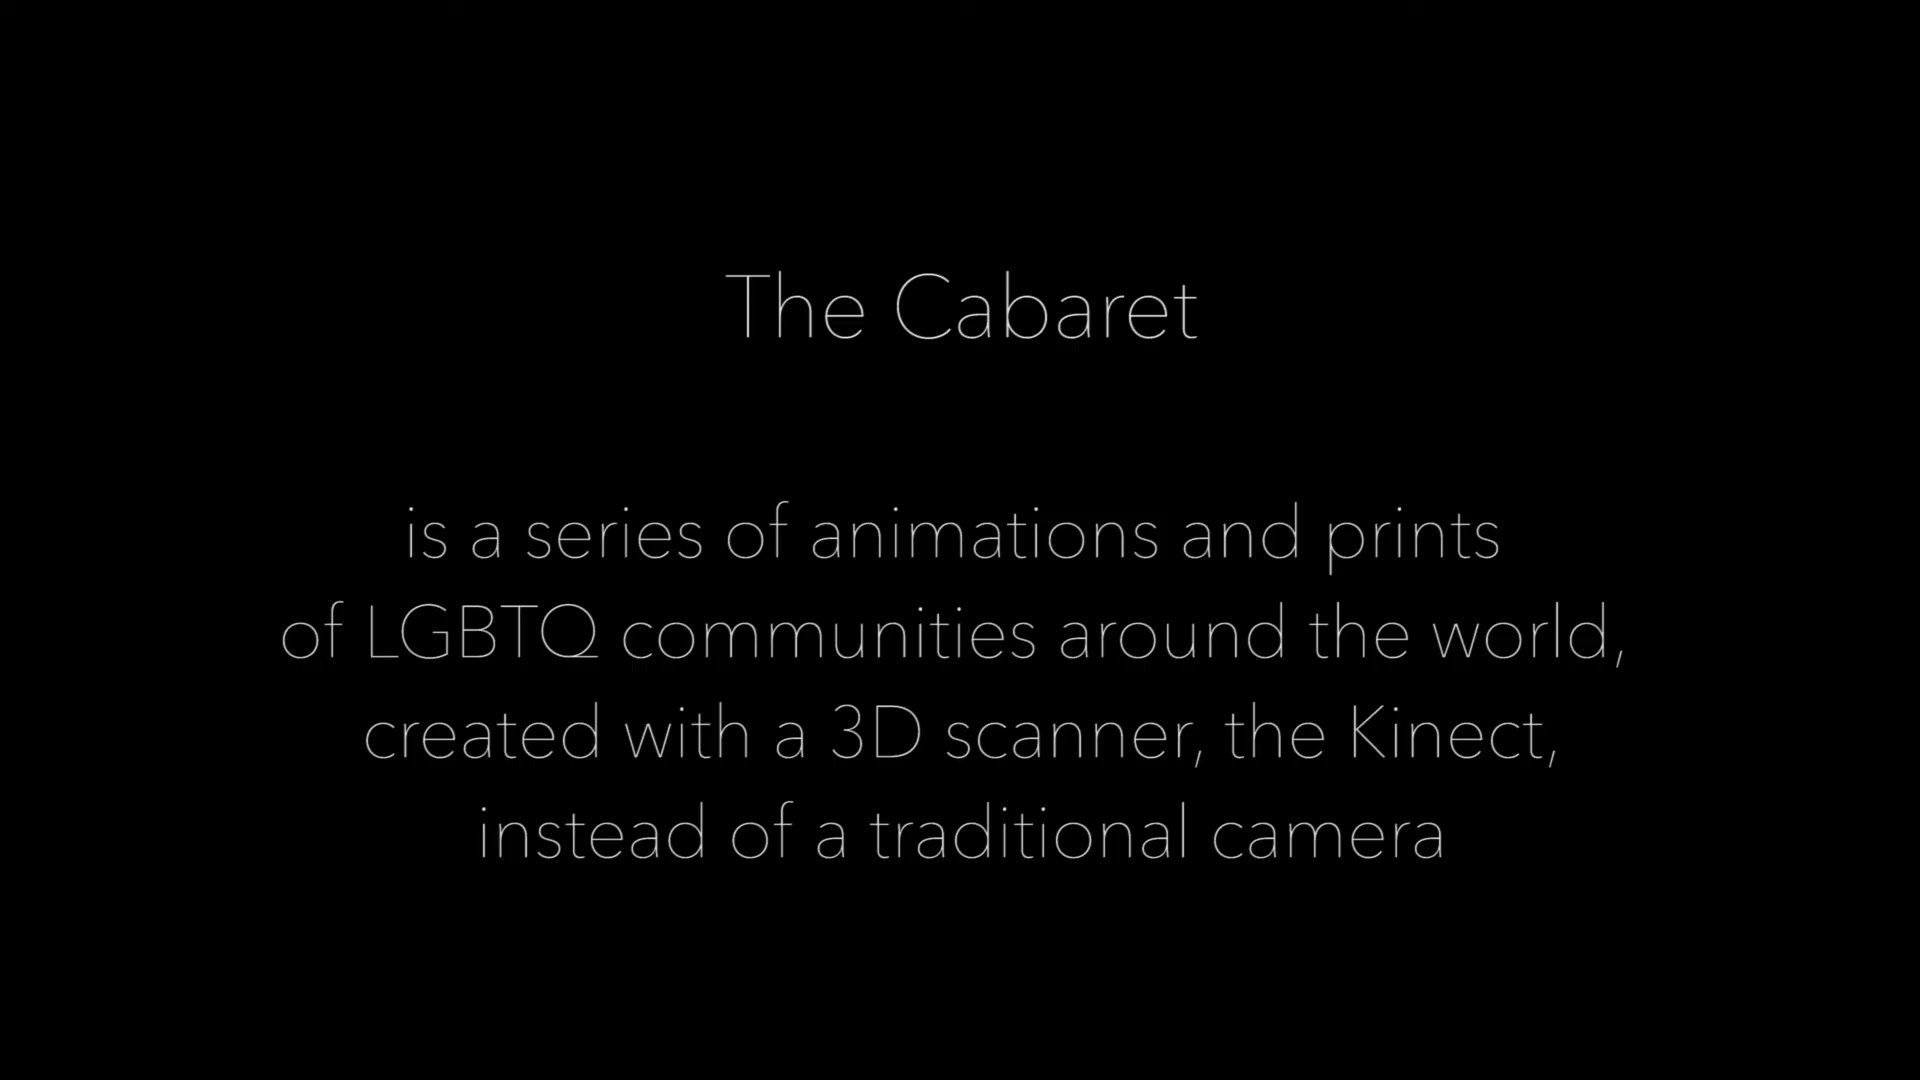 The Cabaret
is a series of animations and prints
of LGBTQ communities around the world,
created with a 3D scanner, the Kinect,
instead of a traditional camera